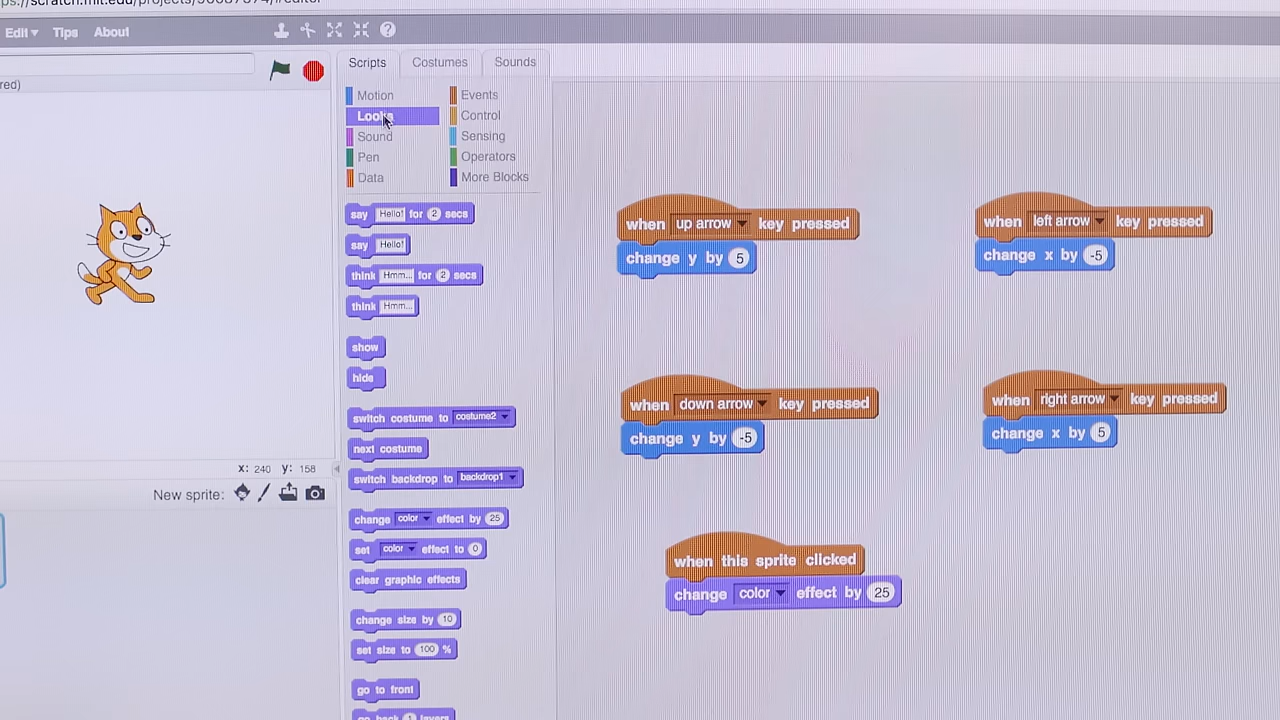 Edit Tips About
red)
Scripts Costumes Sounds
Motion Events
Looks Control
Sound Sensing
Pen Operators
Data More Blocks
say Hello! for 2 secs
say Hello!
think Hmm... for 2 secs
think Hmm...
show
hide
switch costume to costume2
next costume
switch backdrop to backdrop1
change color effect by 25
set color effect to 0
clear graphic effects
change size by 10
set size to 100 %
go to front
x: 240 y: 158
New sprite:
when up arrow key pressed
change y by 5
when left arrow key pressed
change x by -5
when down arrow key pressed
change y by -5
when right arrow key pressed
change x by 5
when this sprite clicked
change color effect by 25